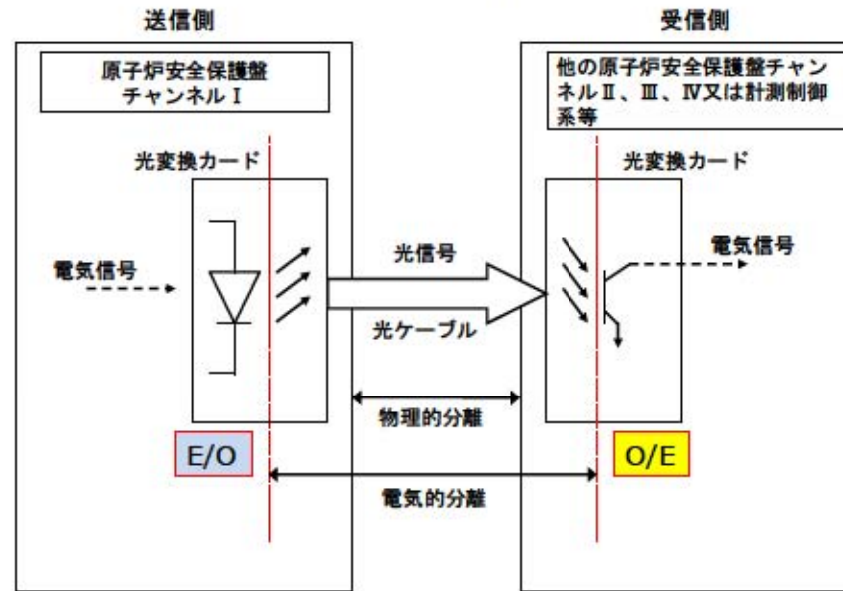 送信側
受信側
原子炉安全保護盤
チャンネルⅠ
他の原子炉安全保護盤チャン
ネルⅡ、Ⅲ、Ⅳ又は計測制御
系等
光変換カード
光変換カード
電気信号
光信号
電気信号
光ケーブル
物理的分離
E/O
O/E
電気的分離